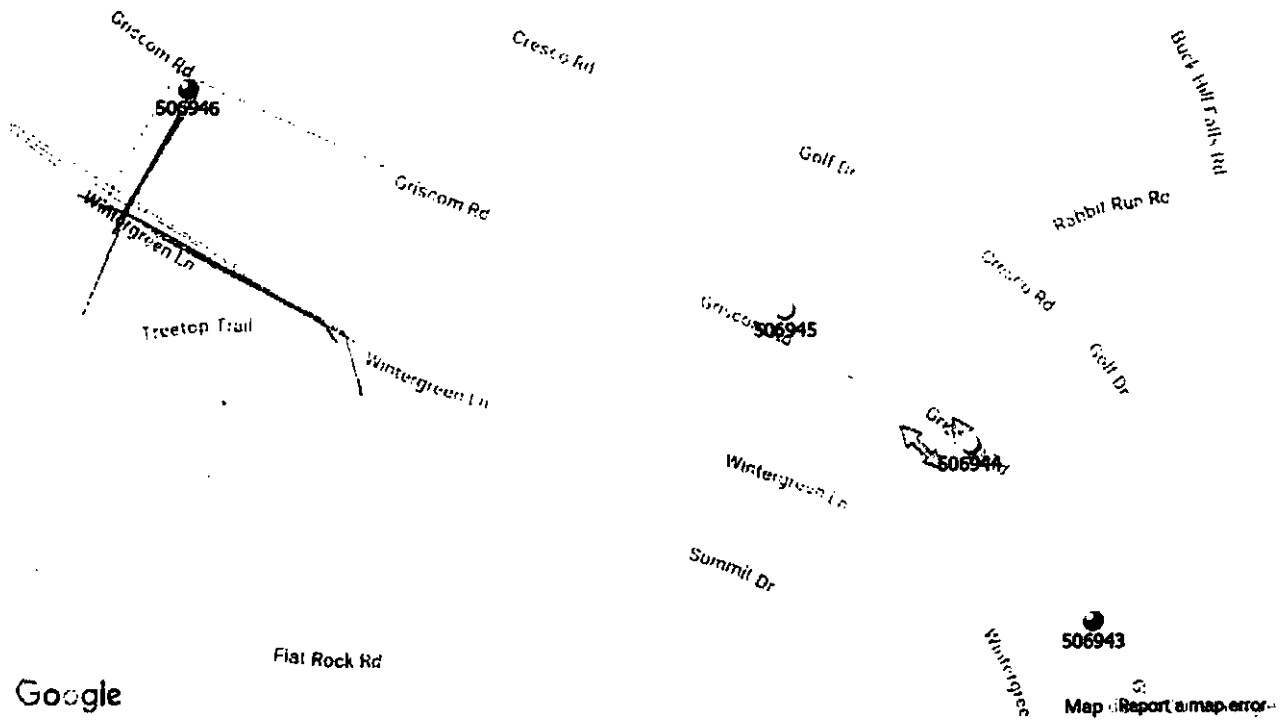 Griscom Rd
Cresco Rd
Buck Hill Falls Rd
506946
Golf Dr
Griscom Rd
Rabbit Run Rd
Wintergreen Ln
Cresco Rd
506945
Treetop Trail
Wintergreen Ln
Golf Dr
506944
Wintergreen Ln
Summit Dr
506943
Flat Rock Rd
Google
Map
Report a map error